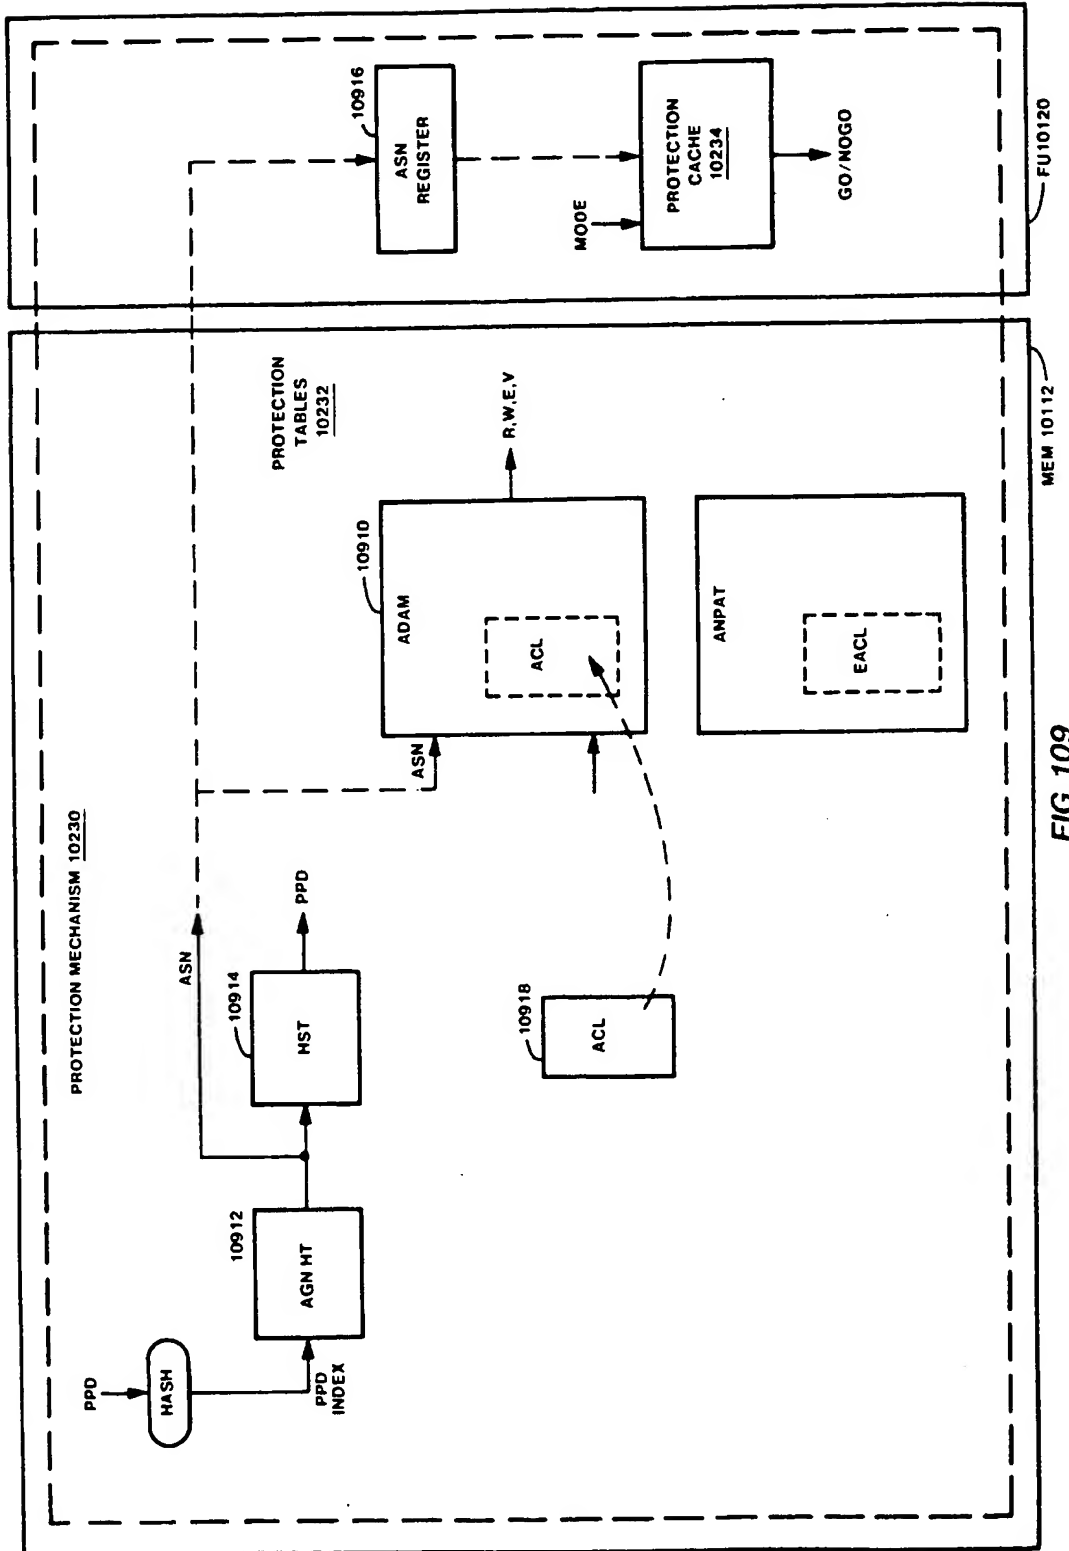 PROTECTION MECHANISM 10230
PPD
HASH
PPD
INDEX
AGN HT
10912
HST
10914
PPD
ASN
ACL
10918
PROTECTION
TABLES
10232
ASN
ADAM
10910
ACL
R,W,E,V
ANPAT
EACL
MEM 10112
ASN
REGISTER
10916
MODE
PROTECTION
CACHE
10234
GO/NOGO
FU10120
FIG 109